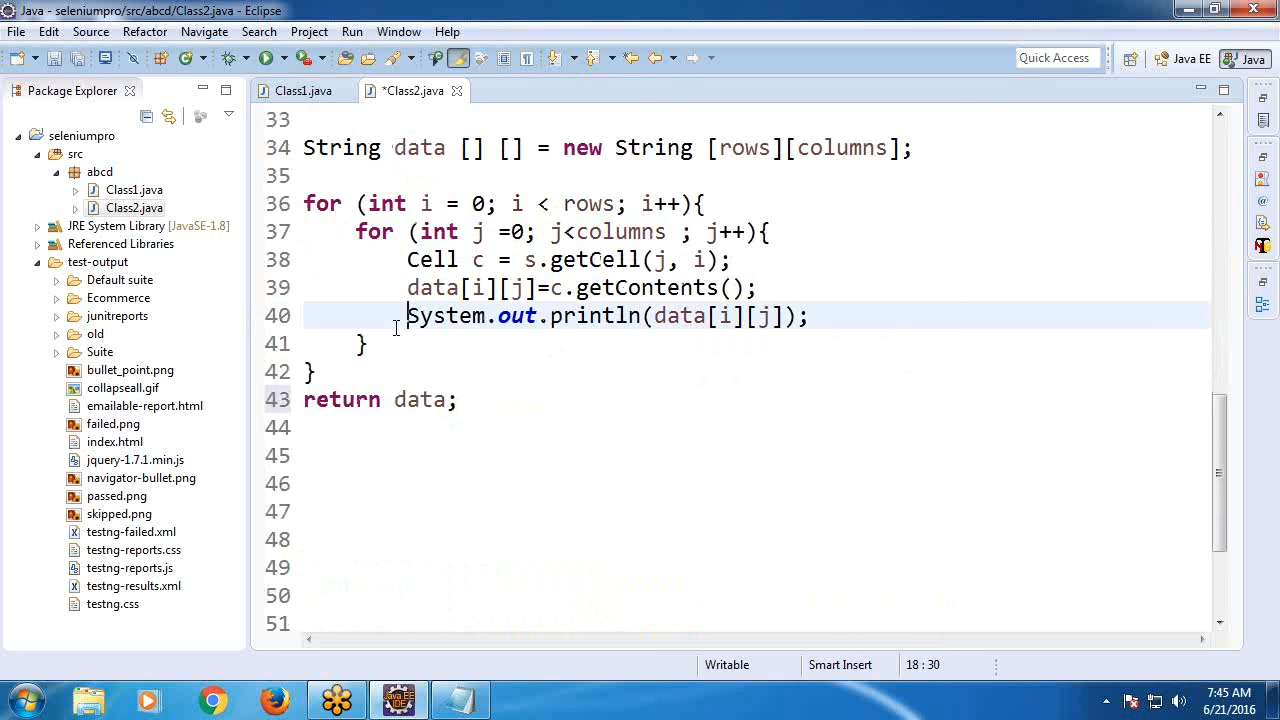 Java - seleniumpro/src/abcd/Class2.java - Eclipse
File Edit Source Refactor Navigate Search Project Run Window Help
Quick Access Java EE Java
Package Explorer Class1.java *Class2.java
seleniumpro
src
abcd
Class1.java
Class2.java
JRE System Library [JavaSE-1.8]
Referenced Libraries
test-output
Default suite
Ecommerce
junitreports
old
Suite
bullet_point.png
collapseall.gif
emailable-report.html
failed.png
index.html
jquery-1.7.1.min.js
navigator-bullet.png
passed.png
skipped.png
testng-failed.xml
testng-reports.css
testng-reports.js
testng-results.xml
testng.css
33
34 String data [] [] = new String [rows][columns];
35
36 for (int i = 0; i < rows; i++){
37 for (int j =0; j<columns ; j++){
38 Cell c = s.getCell(j, i);
39 data[i][j]=c.getContents();
40 System.out.println(data[i][j]);
41 }
42 }
43 return data;
44
45
46
47
48
49
50
51
Writable Smart Insert 18 : 30
Java EE IDE
7:45 AM
6/21/2016